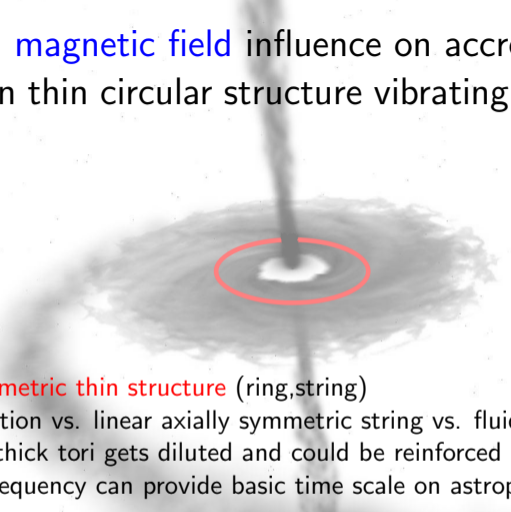 magnetic field influence on accr
n thin circular structure vibrating
metric thin structure (ring,string)
tion vs. linear axially symmetric string vs. flui
thick tori gets diluted and could be reinforced
equency can provide basic time scale on astrop